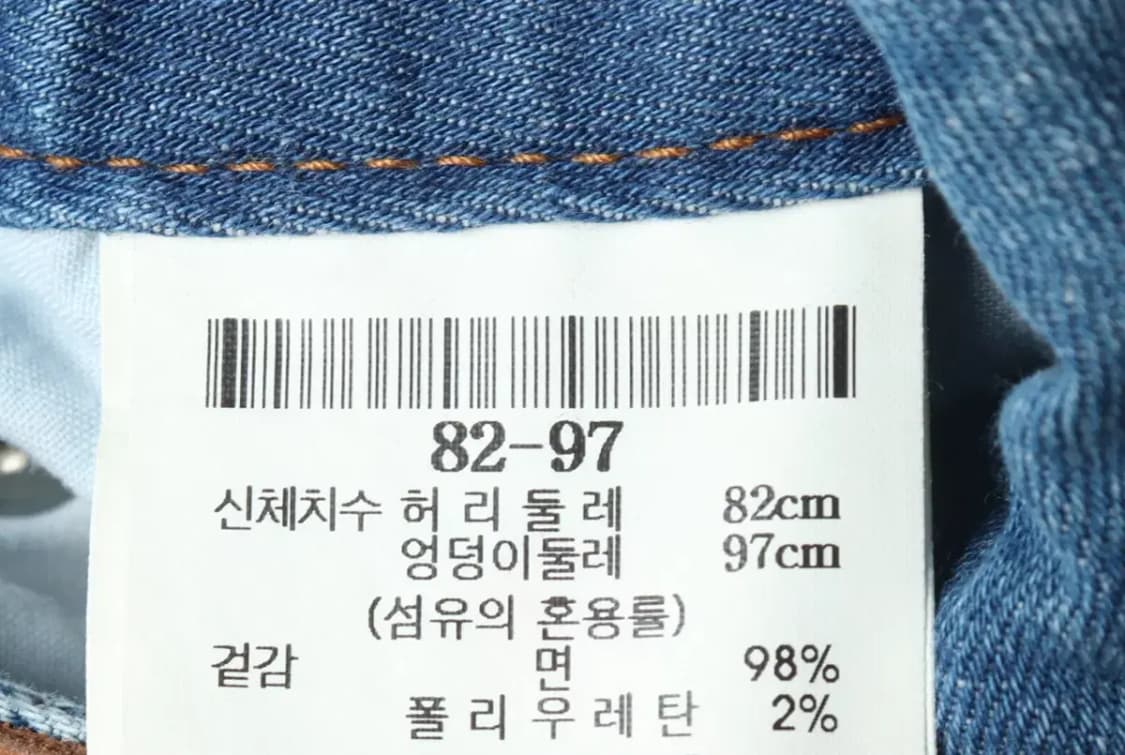 82-97
신체치수 허 리 둘 레 82cm
엉덩이둘레 97cm
(섬유의 혼용률)
겉감 면 98%
폴 리 우 레 탄 2%